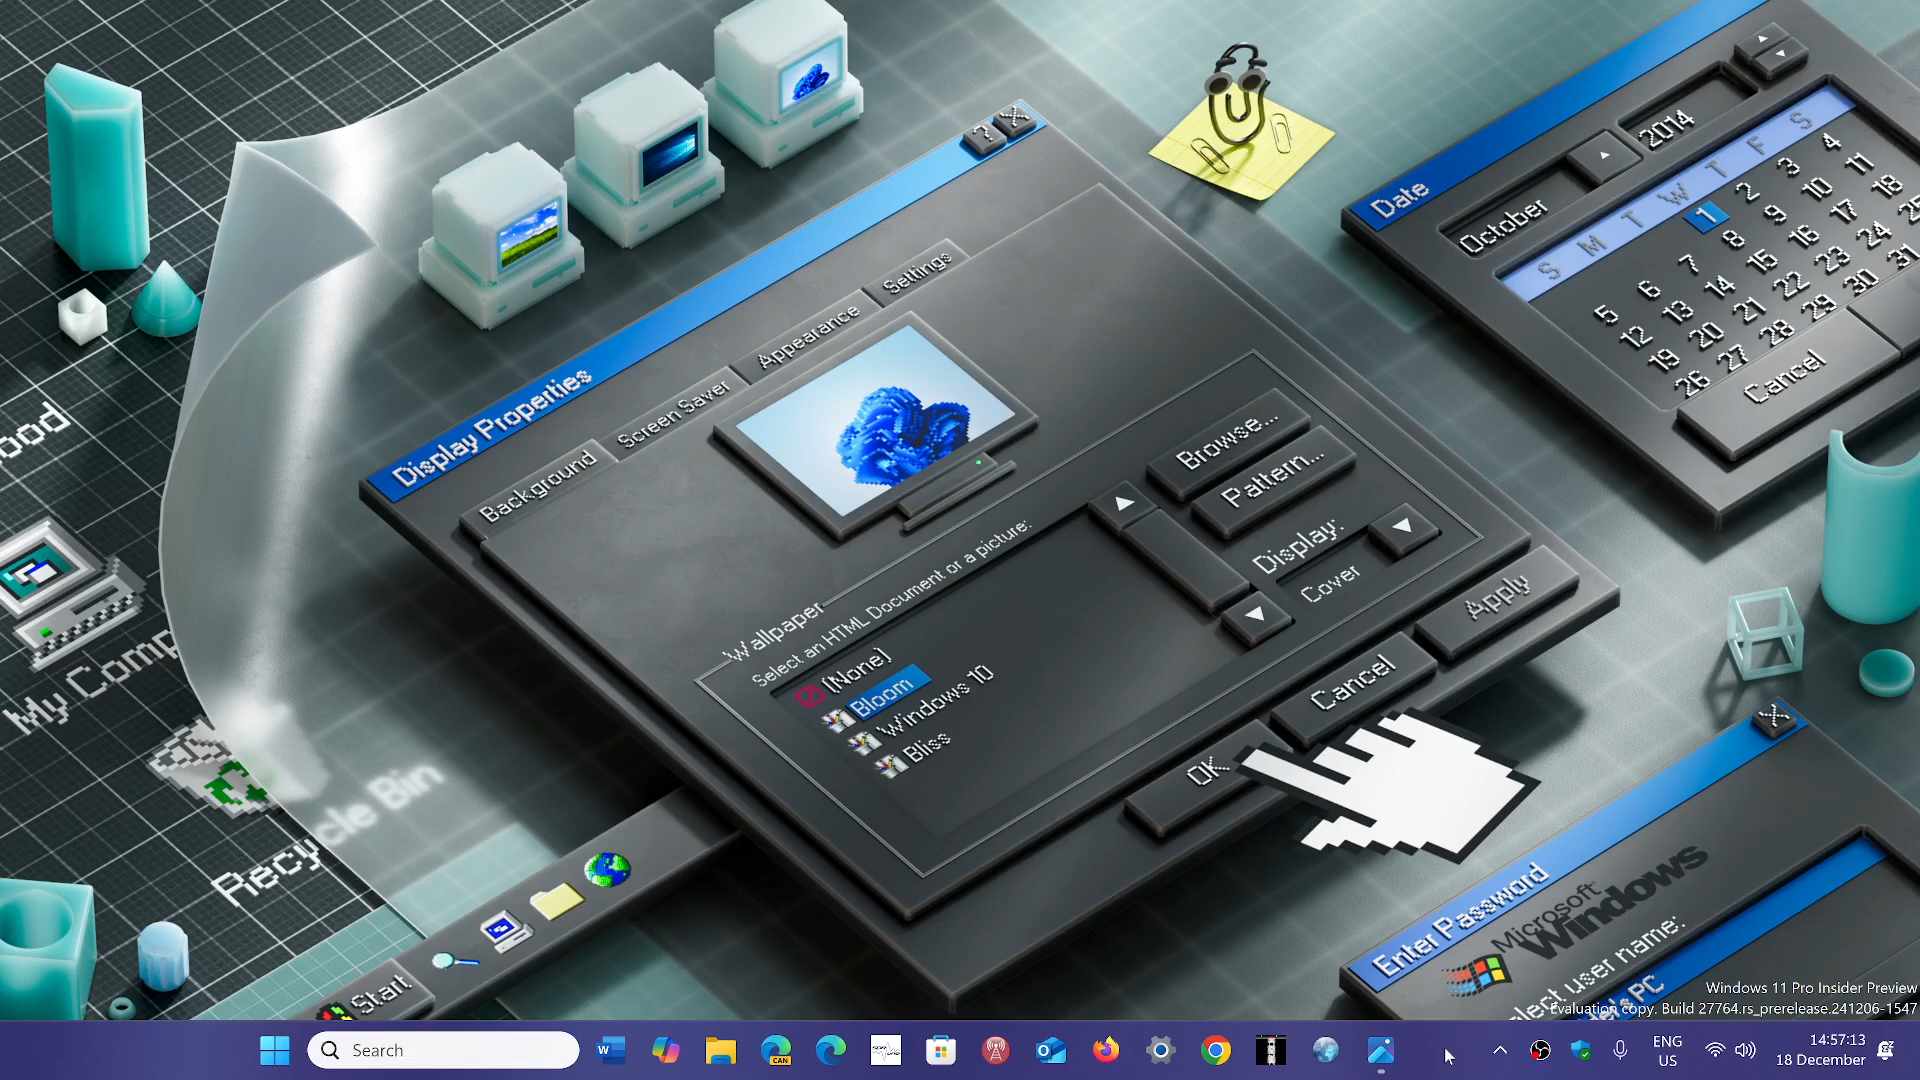 Display Properties
?
Background
Screen Saver
Appearance
Settings
Wallpaper
Select an HTML Document or a picture:
(None)
Bloom
Windows 10
Bliss
Browse...
Pattern...
Display:
Cover
OK
Cancel
Apply
Date
October
2014
S M T W T F S
1 2 3 4
5 6 7 8 9 10 11
12 13 14 15 16 17 18
19 20 21 22 23 24 25
26 27 28 29 30 31
Cancel
My Comp
Recycle Bin
Start
Enter Password
Microsoft
Windows
elect user name:
's PC
Windows 11 Pro Insider Preview
Evaluation copy. Build 27764.rs_prerelease.241206-1547
Search
CAN
ENG
US
14:57:13
18 December